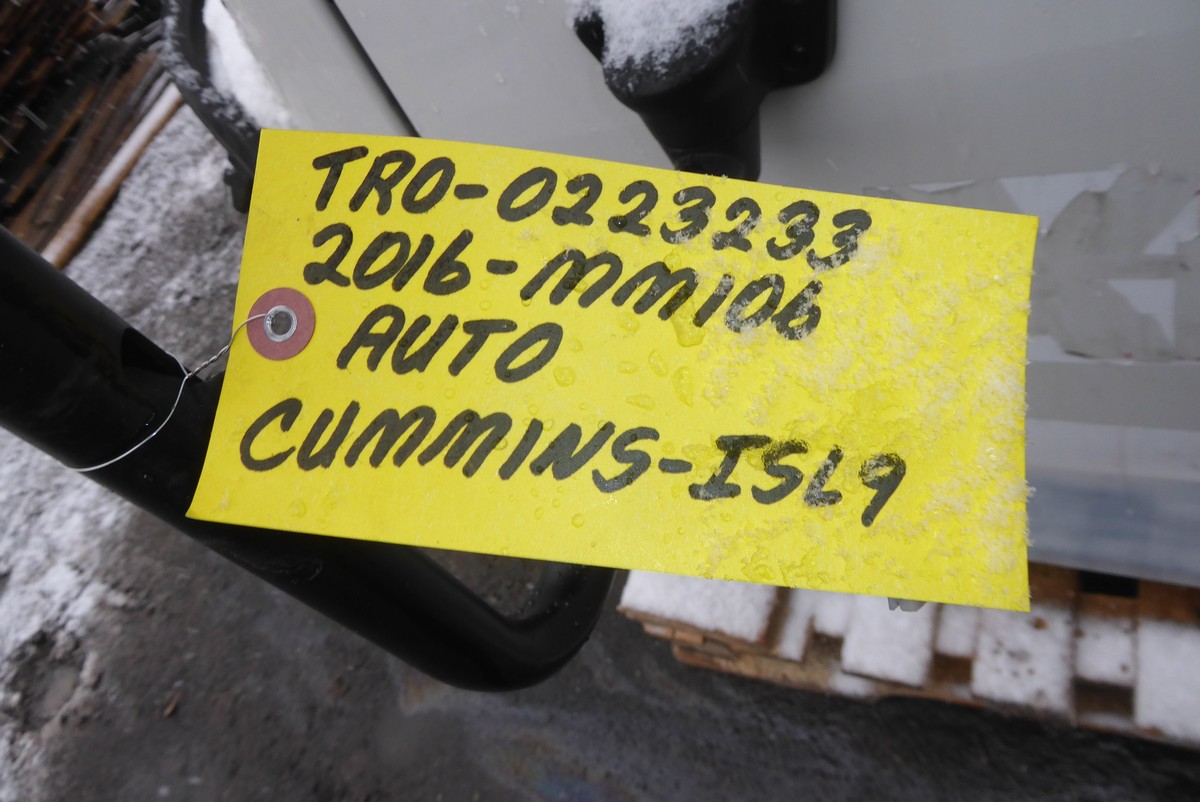 TRO-0223233
2016-MM106
AUTO
CUMMINS-ISL9